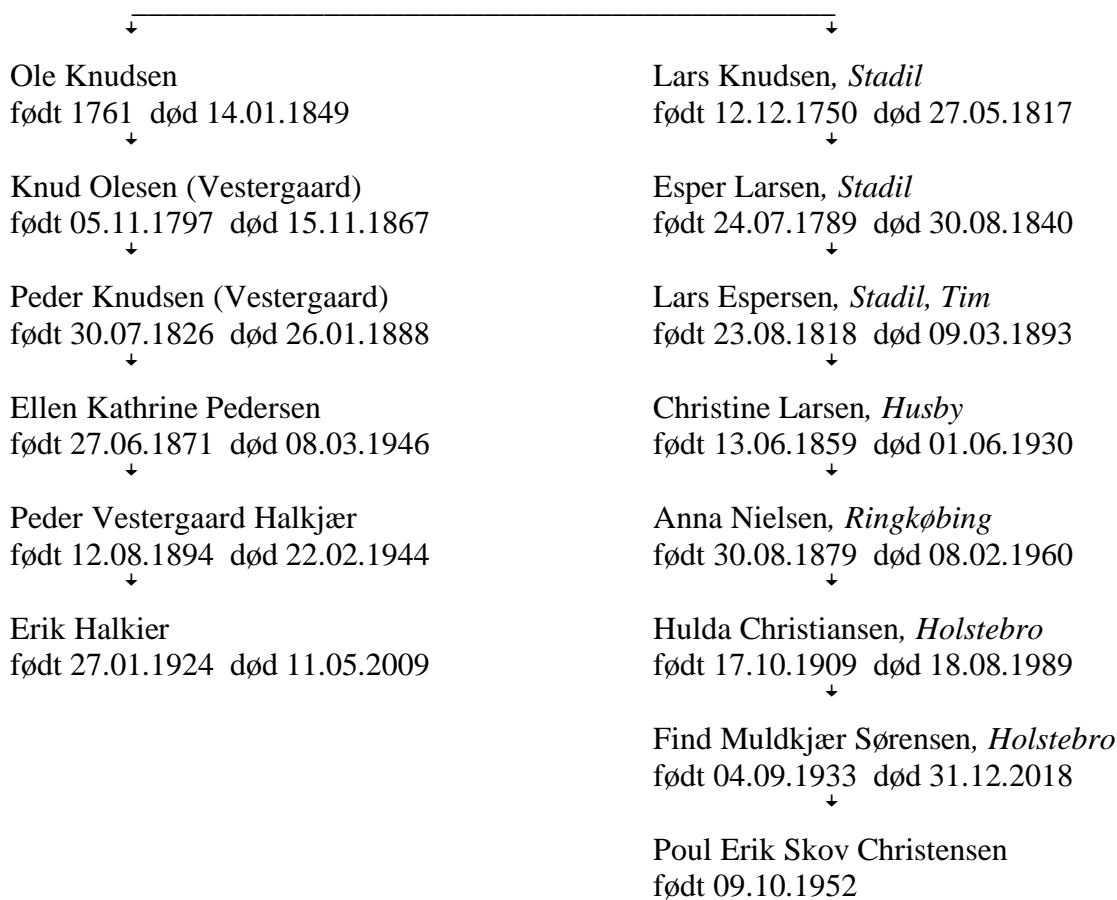 Ole Knudsen
født 1761 død 14.01.1849
Knud Olesen (Vestergaard)
født 05.11.1797 død 15.11.1867
Peder Knudsen (Vestergaard)
født 30.07.1826 død 26.01.1888
Ellen Kathrine Pedersen
født 27.06.1871 død 08.03.1946
Peder Vestergaard Halkjær
født 12.08.1894 død 22.02.1944
Erik Halkier
født 27.01.1924 død 11.05.2009
Lars Knudsen, Stadil
født 12.12.1750 død 27.05.1817
Esper Larsen, Stadil
født 24.07.1789 død 30.08.1840
Lars Espersen, Stadil, Tim
født 23.08.1818 død 09.03.1893
Christine Larsen, Husby
født 13.06.1859 død 01.06.1930
Anna Nielsen, Ringkøbing
født 30.08.1879 død 08.02.1960
Hulda Christiansen, Holstebro
født 17.10.1909 død 18.08.1989
Find Muldkjær Sørensen, Holstebro
født 04.09.1933 død 31.12.2018
Poul Erik Skov Christensen
født 09.10.1952